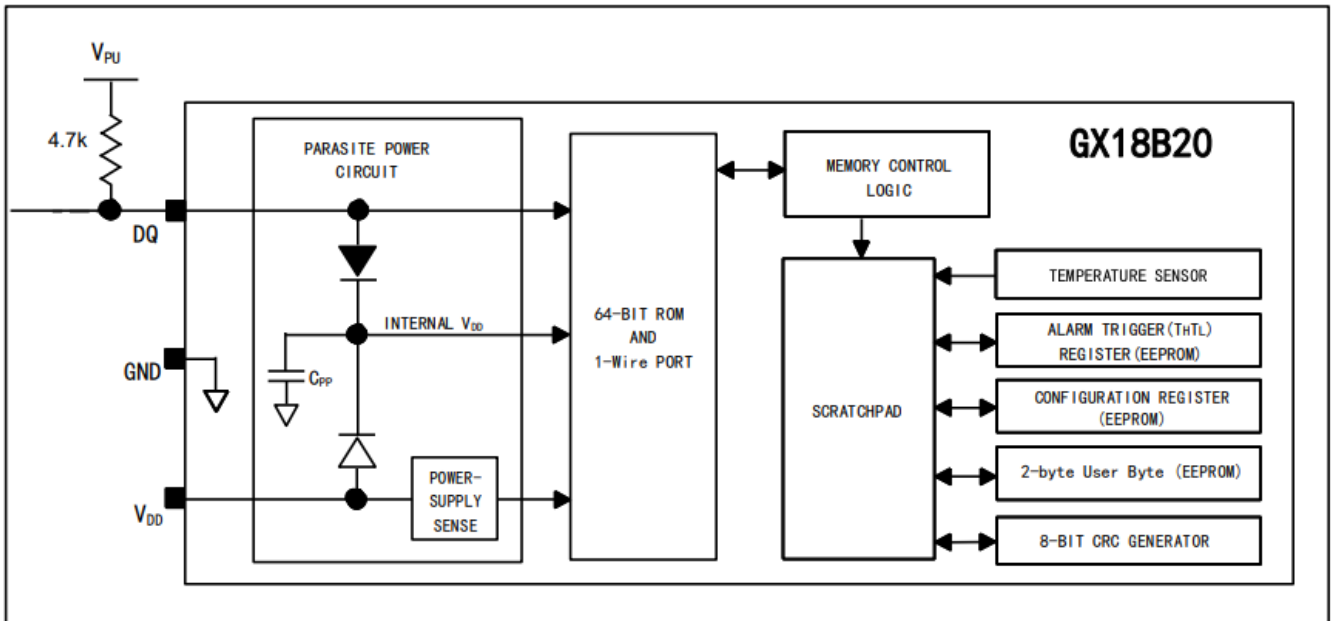 VPU
4.7k
DQ
GND
VDD
PARASITE POWER
CIRCUIT
INTERNAL VDD
CPP
POWER-
SUPPLY
SENSE
64-BIT ROM
AND
1-Wire PORT
MEMORY CONTROL
LOGIC
GX18B20
SCRATCHPAD
TEMPERATURE SENSOR
ALARM TRIGGER(THTL)
REGISTER(EEPROM)
CONFIGURATION REGISTER
(EEPROM)
2-byte User Byte (EEPROM)
8-BIT CRC GENERATOR